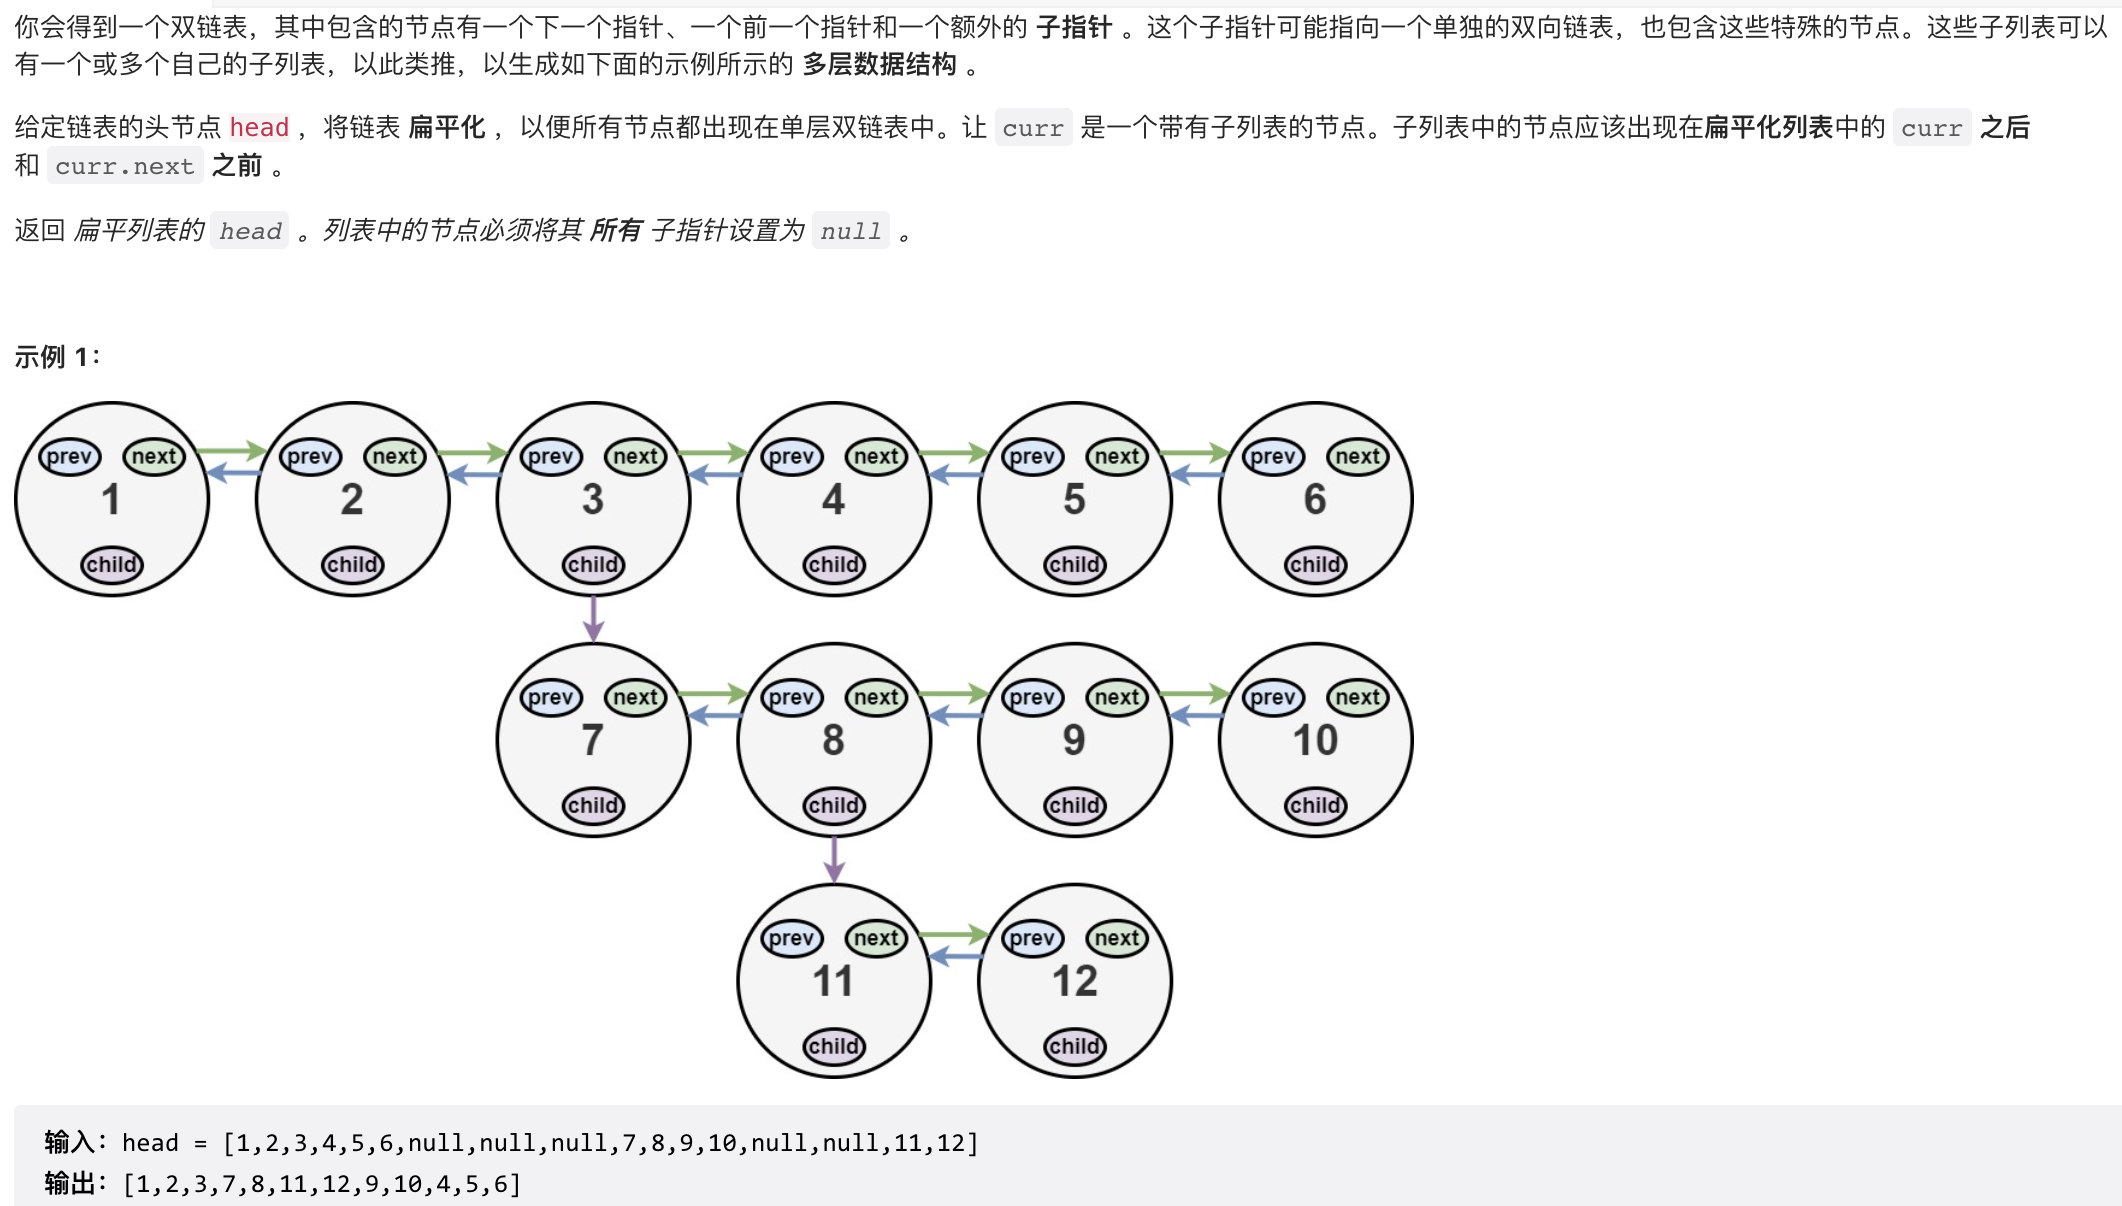 你会得到一个双链表，其中包含的节点有一个下一个指针、一个前一个指针和一个额外的 子指针 。这个子指针可能指向一个单独的双向链表，也包含这些特殊的节点。这些子列表可以
有一个或多个自己的子列表，以此类推，以生成如下面的示例所示的 多层数据结构 。
给定链表的头节点 head ，将链表 扁平化 ，以便所有节点都出现在单层双链表中。让 curr 是一个带有子列表的节点。子列表中的节点应该出现在扁平化列表中的 curr 之后
和 curr.next 之前 。
返回 扁平列表的 head 。列表中的节点必须将其 所有 子指针设置为 null 。
示例 1：
prev next prev next prev next prev next prev next prev next
1 2 3 4 5 6
child child child child child child
prev next prev next prev next prev next
7 8 9 10
child child child child
prev next prev next
11 12
child child
输入：head = [1,2,3,4,5,6,null,null,null,7,8,9,10,null,null,11,12]
输出：[1,2,3,7,8,11,12,9,10,4,5,6]